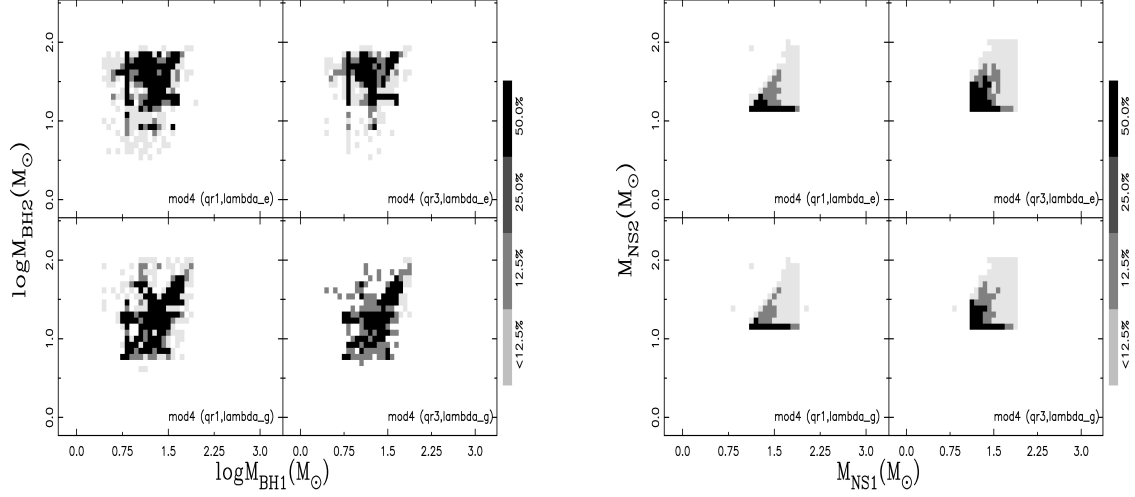 2.0
1.0
0.0
logM_BH2(M_⊙)
mod4 (qr1,lambda_e)
mod4 (qr3,lambda_e)
2.0
1.0
0.0
mod4 (qr1,lambda_g)
mod4 (qr3,lambda_g)
0.0 0.75 1.5 2.25 3.0
0.0 0.75 1.5 2.25 3.0
logM_BH1(M_⊙)
50.0%
25.0%
12.5%
<12.5%
2.0
1.0
0.0
M_NS2(M_⊙)
mod4 (qr1,lambda_e)
mod4 (qr3,lambda_e)
2.0
1.0
0.0
mod4 (qr1,lambda_g)
mod4 (qr3,lambda_g)
0.0 0.75 1.5 2.25 3.0
0.0 0.75 1.5 2.25 3.0
M_NS1(M_⊙)
50.0%
25.0%
12.5%
<12.5%